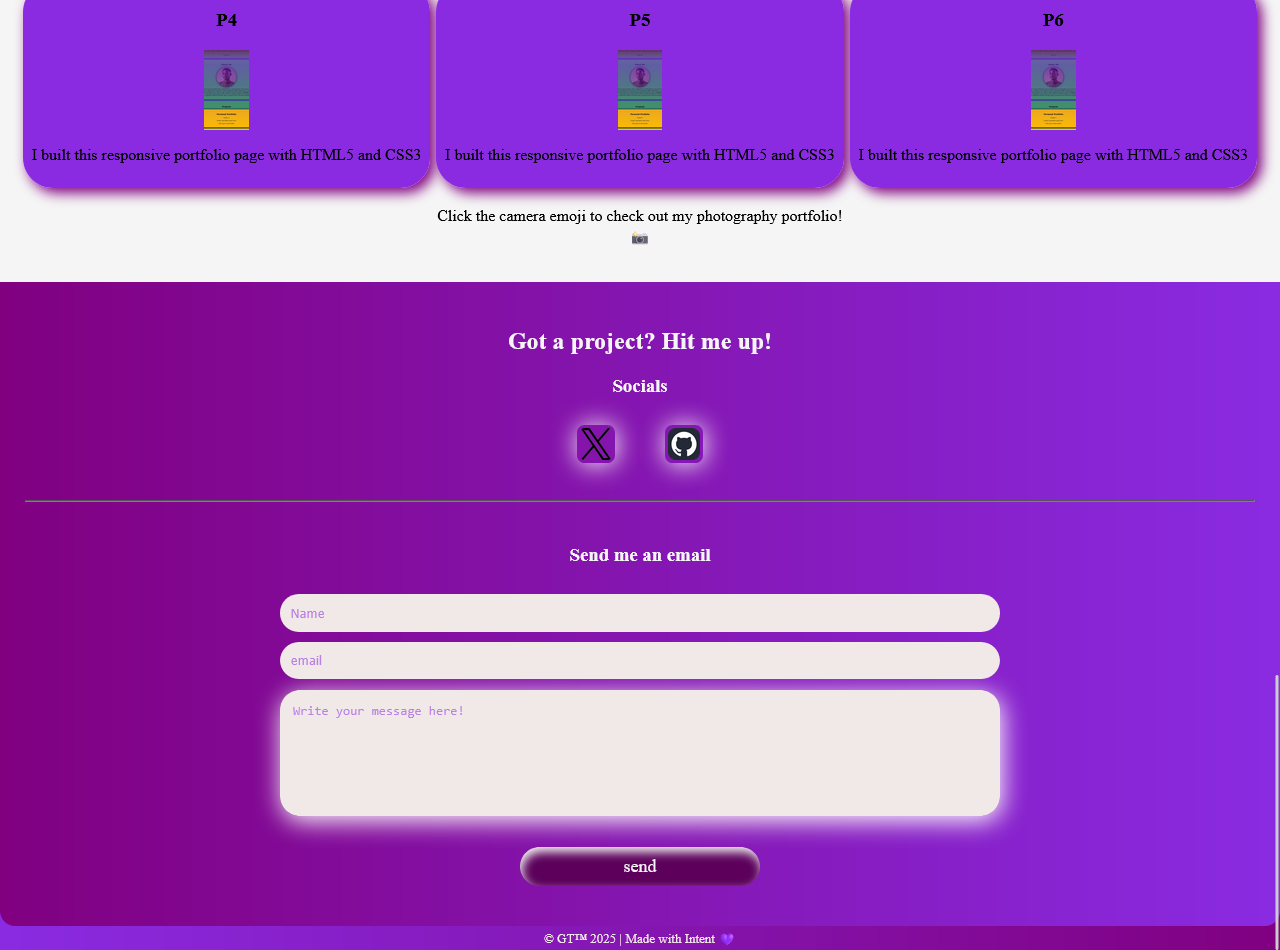 P4 P5 P6
I built this responsive portfolio page with HTML5 and CSS3 I built this responsive portfolio page with HTML5 and CSS3 I built this responsive portfolio page with HTML5 and CSS3
Click the camera emoji to check out my photography portfolio!
📸
Got a project? Hit me up!
Socials
Send me an email
Name
email
Write your message here!
send
© GT™ 2025 | Made with Intent 💜